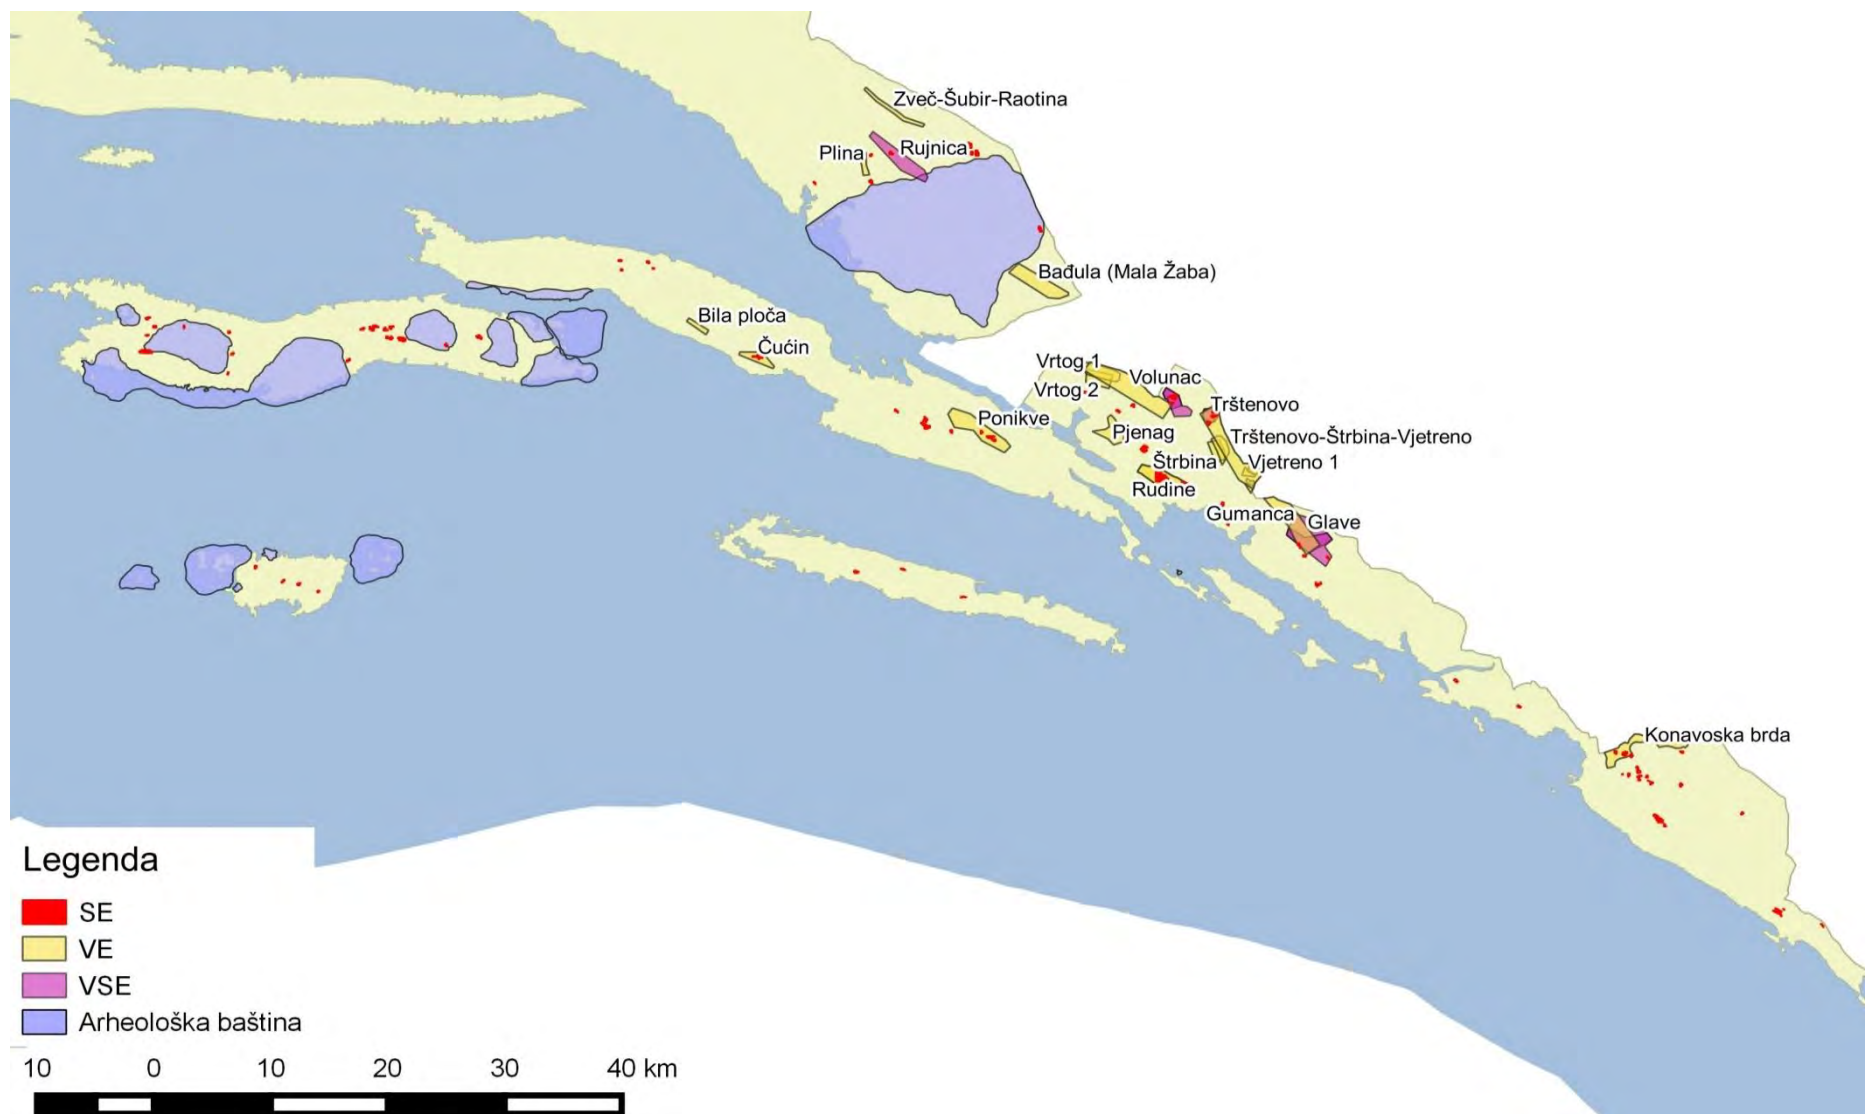 Zveč-Šubir-Raotina
Plina
Rujnica
Bađula (Mala Žaba)
Bila ploča
Čućin
Vrtog 1
Volunac
Vrtog 2
Trštenovo
Ponikve
Pjenag
Trštenovo-Štrbina-Vjetreno
Štrbina
Vjetreno 1
Rudine
Gumanca
Glave
Konavoska brda
Legenda
SE
VE
VSE
Arheološka baština
10 0 10 20 30 40 km